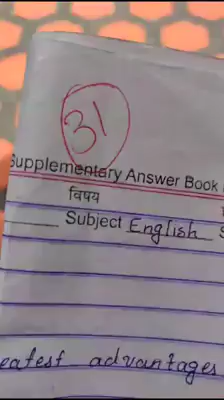 31
Supplementary Answer Book
विषय
Subject English
eatest advantages